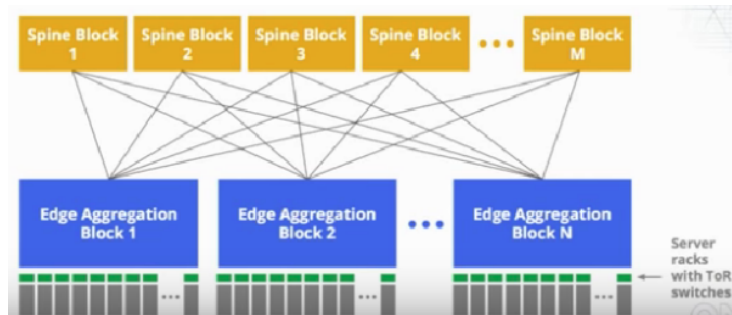 Spine Block
1
Spine Block
2
Spine Block
3
Spine Block
4
Spine Block
M
Edge Aggregation
Block 1
Edge Aggregation
Block 2
Edge Aggregation
Block N
Server
racks
with ToR
switches